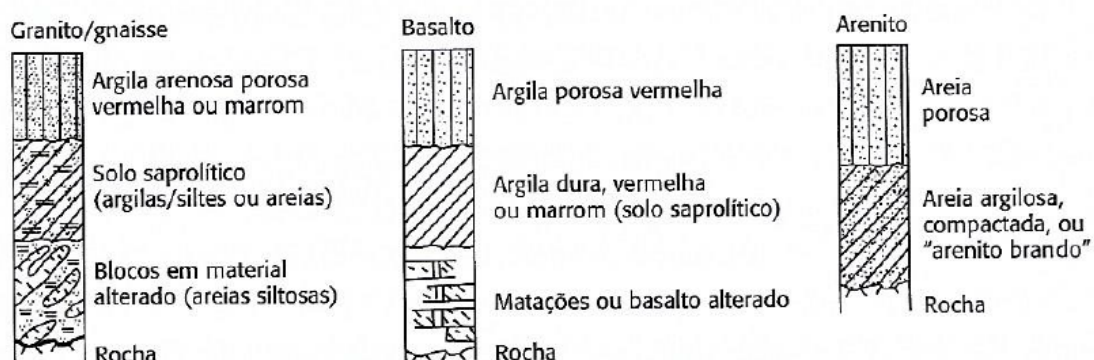 Granito/gnaisse
Argila arenosa porosa
vermelha ou marrom
Solo saprolítico
(argilas/siltes ou areias)
Blocos em material
alterado (areias siltosas)
Rocha
Basalto
Argila porosa vermelha
Argila dura, vermelha
ou marrom (solo saprolítico)
Matações ou basalto alterado
Rocha
Arenito
Areia
porosa
Areia argilosa,
compactada, ou
"arenito brando"
Rocha